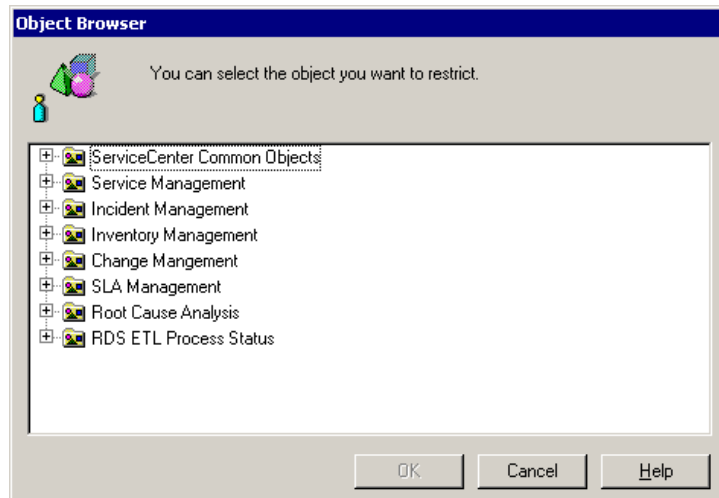 Object Browser
You can select the object you want to restrict.
ServiceCenter Common Objects
Service Management
Incident Management
Inventory Management
Change Mangement
SLA Management
Root Cause Analysis
RDS ETL Process Status
OK Cancel Help